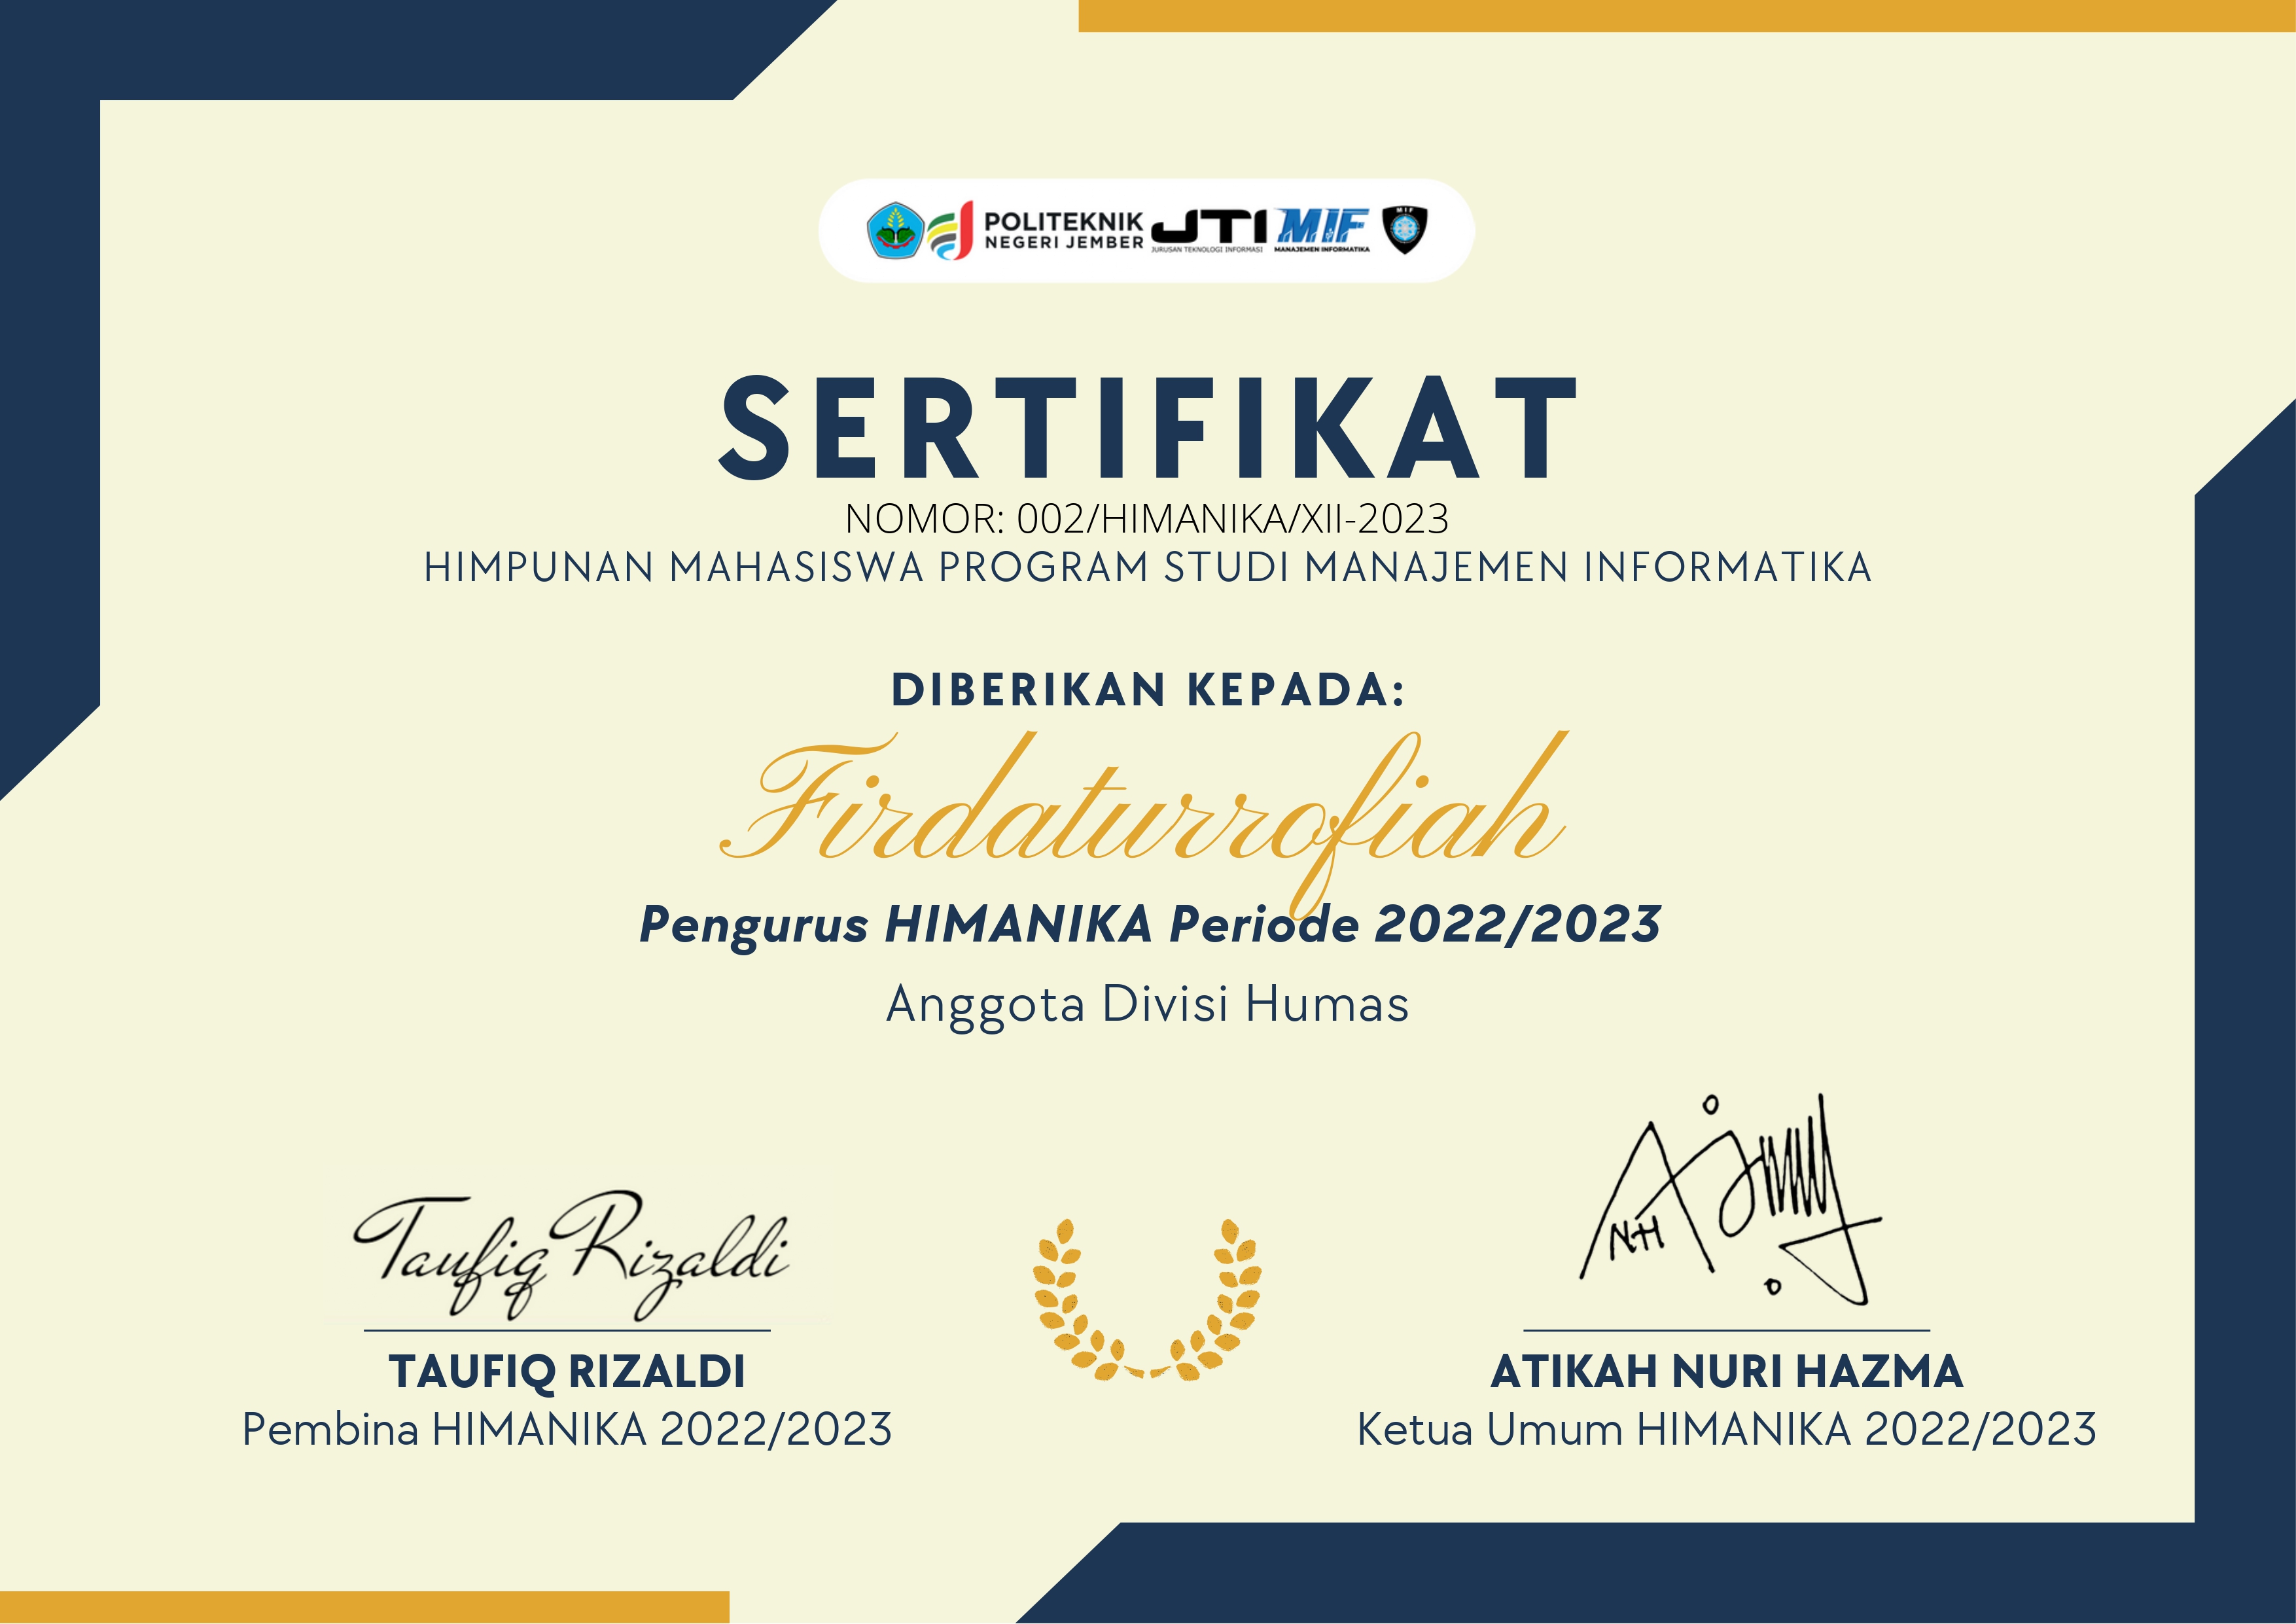 POLITEKNIK
NEGERI JEMBER
JTI
JURUSAN TEKNOLOGI INFORMASI
MIF
MANAJEMEN INFORMATIKA
MIF
SERTIFIKAT
NOMOR: 002/HIMANIKA/XII-2023
HIMPUNAN MAHASISWA PROGRAM STUDI MANAJEMEN INFORMATIKA
DIBERIKAN KEPADA:
Firdaturrofiah
Pengurus HIMANIKA Periode 2022/2023
Anggota Divisi Humas
Taufiq Rizaldi
NH
TAUFIQ RIZALDI
Pembina HIMANIKA 2022/2023
ATIKAH NURI HAZMA
Ketua Umum HIMANIKA 2022/2023